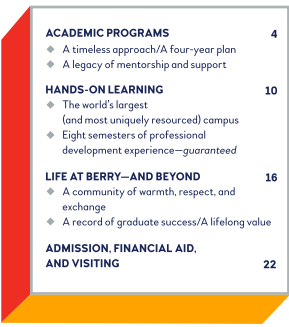 ACADEMIC PROGRAMS 4
◆ A timeless approach/A four-year plan
◆ A legacy of mentorship and support
HANDS-ON LEARNING 10
◆ The world's largest
(and most uniquely resourced) campus
◆ Eight semesters of professional
development experience—guaranteed
LIFE AT BERRY—AND BEYOND 16
◆ A community of warmth, respect, and
exchange
◆ A record of graduate success/A lifelong value
ADMISSION, FINANCIAL AID,
AND VISITING 22